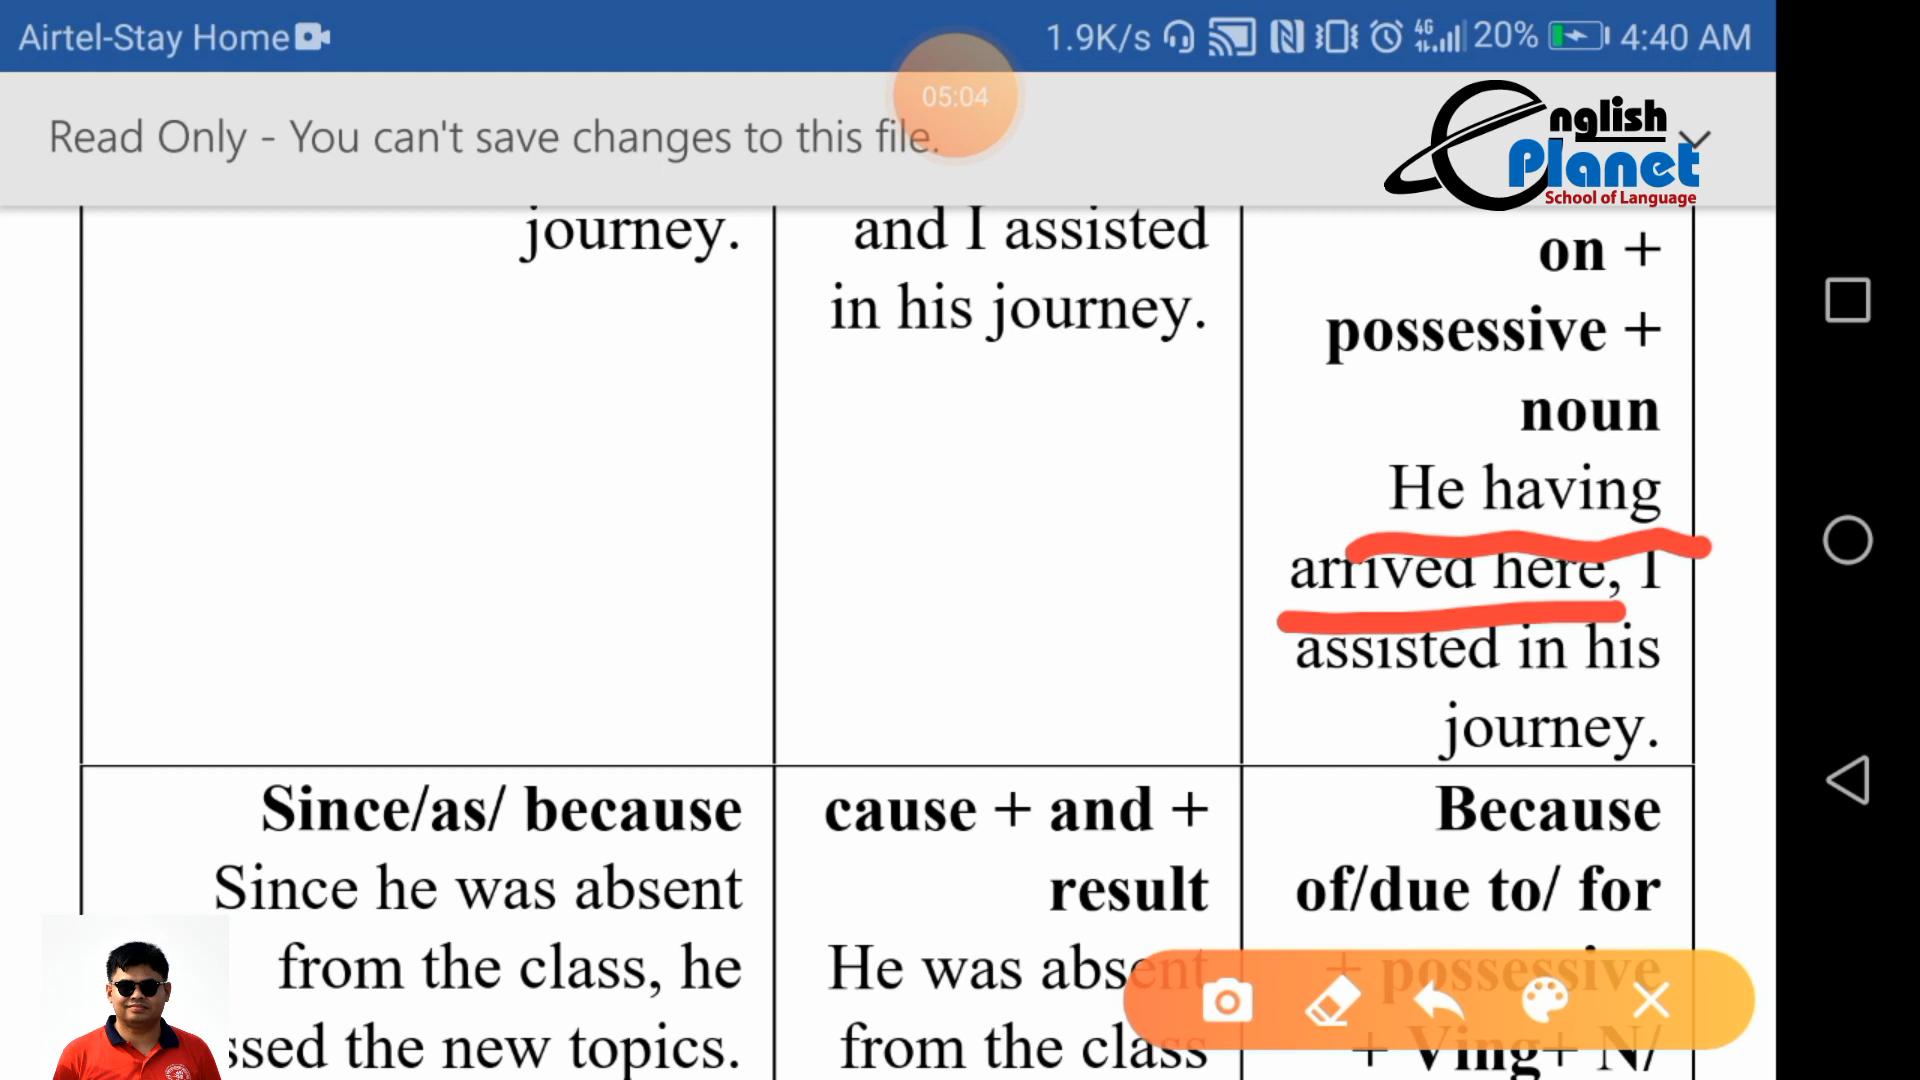 Airtel-Stay Home
1.9K/s 4G 20% 4:40 AM
05:04
Read Only - You can't save changes to this file.
English
Planet
School of Language
journey.
and I assisted
in his journey.
on +
possessive +
noun
He having
arrived here, I
assisted in his
journey.
Since/as/ because
Since he was absent
from the class, he
ssed the new topics.
cause + and +
result
He was absent
from the class
Because
of/due to/ for
+ possessive
+ Ving+ N/